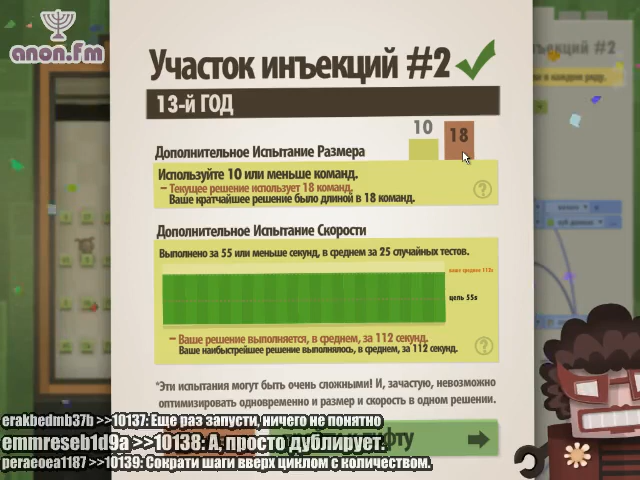 anon.fm
Участок инъекций #2
13-й ГОД
10
18
Дополнительное Испытание Размера
Используйте 10 или меньше команд.
– Текущее решение использует 18 команд.
Ваше кратчайшее решение было длиной в 18 команд.
?
Дополнительное Испытание Скорости
Выполнено за 55 или меньше секунд, в среднем за 25 случайных тестов.
ваше среднее 112s
цель 55s
– Ваше решение выполняется, в среднем, за 112 секунд.
Ваше наибыстрейшее решение выполнялось, в среднем, за 112 секунд.
?
*Эти испытания могут быть очень сложными! И, зачастую, невозможно
оптимизировать одновременно и размер и скорость в одном решении.
erakbedmb37b >>10137: Еще раз запусти, ничего не понятно
emmreseb1d9a >>10138: А, просто дублирует.
peraeoea1187 >>10139: Сократи шаги вверх циклом с количеством.